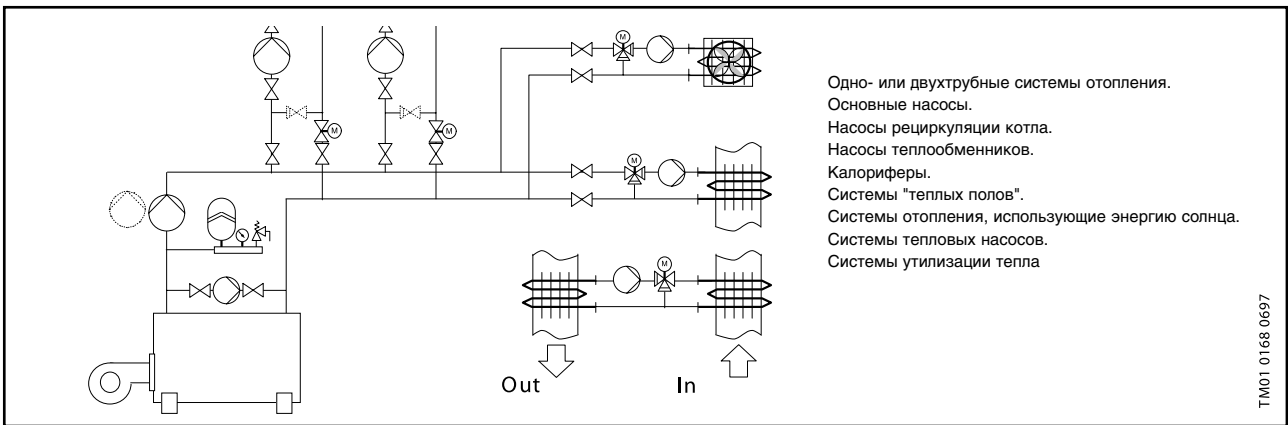 M
M
M
M
M
Одно- или двухтрубные системы отопления.
Основные насосы.
Насосы рециркуляции котла.
Насосы теплообменников.
Калориферы.
Системы "теплых полов".
Системы отопления, использующие энергию солнца.
Системы тепловых насосов.
Системы утилизации тепла
Out In
TM01 0168 0697